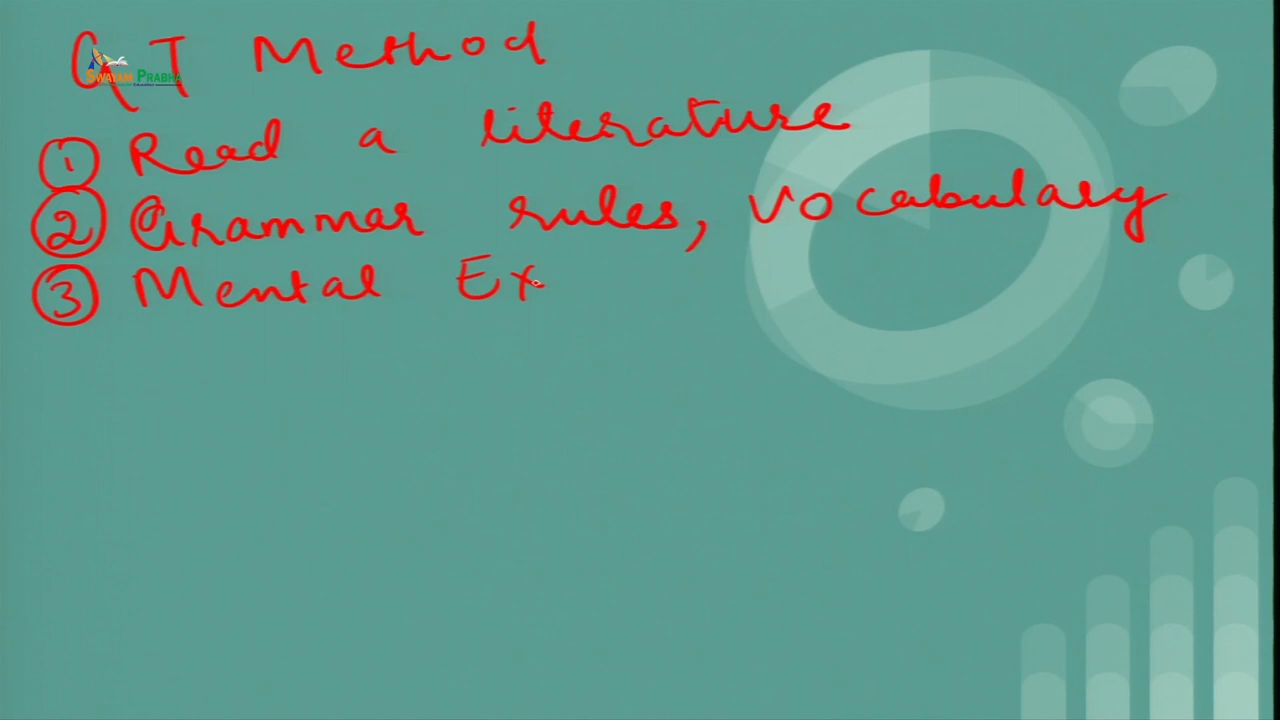 GT Method
SWAYAM PRABHA
① Read a literature
② Grammar rules, vocabulary
③ Mental Ex